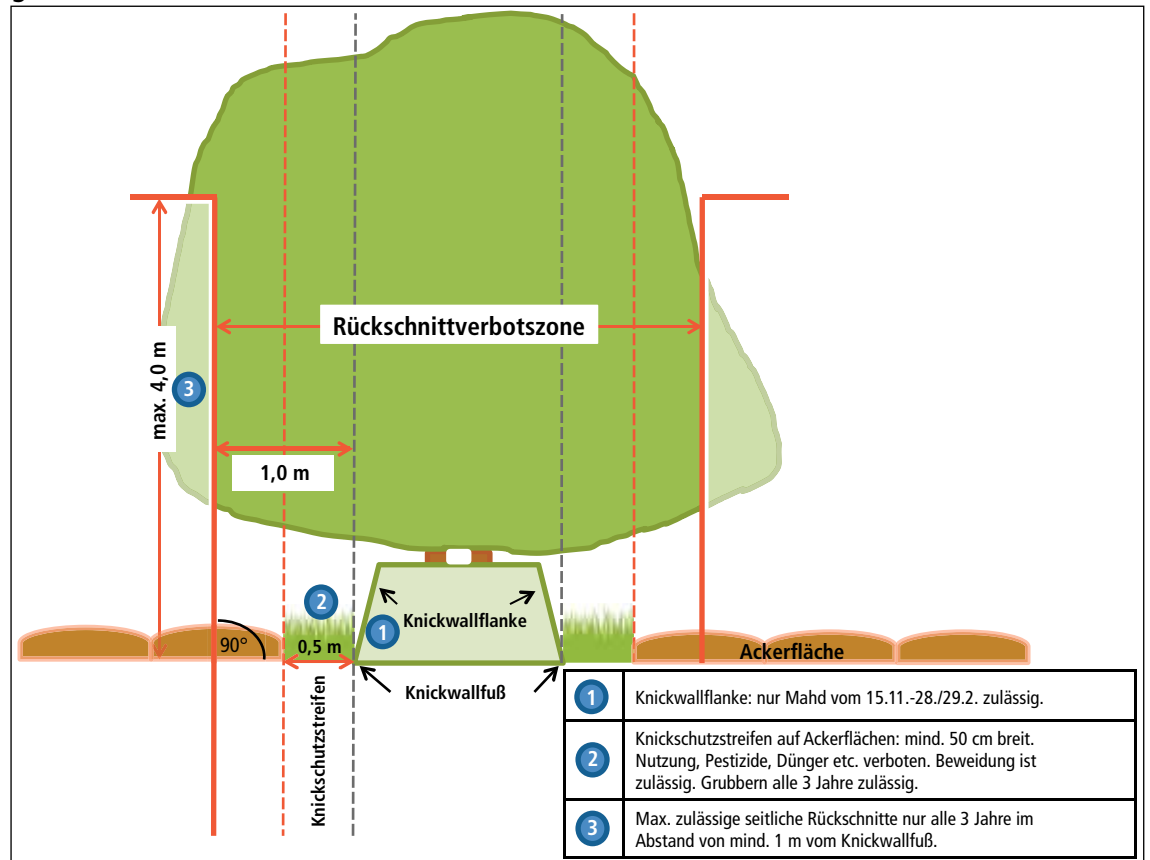 Rückschnittverbotszone
max. 4,0 m
3
1,0 m
2
1
Knickwallflanke
90°
0,5 m
Ackerfläche
Knickwallfuß
Knickschutzstreifen
1
Knickwallflanke: nur Mahd vom 15.11.-28./29.2. zulässig.
2
Knickschutzstreifen auf Ackerflächen: mind. 50 cm breit.
Nutzung, Pestizide, Dünger etc. verboten. Beweidung ist
zulässig. Grubbern alle 3 Jahre zulässig.
3
Max. zulässige seitliche Rückschnitte nur alle 3 Jahre im
Abstand von mind. 1 m vom Knickwallfuß.